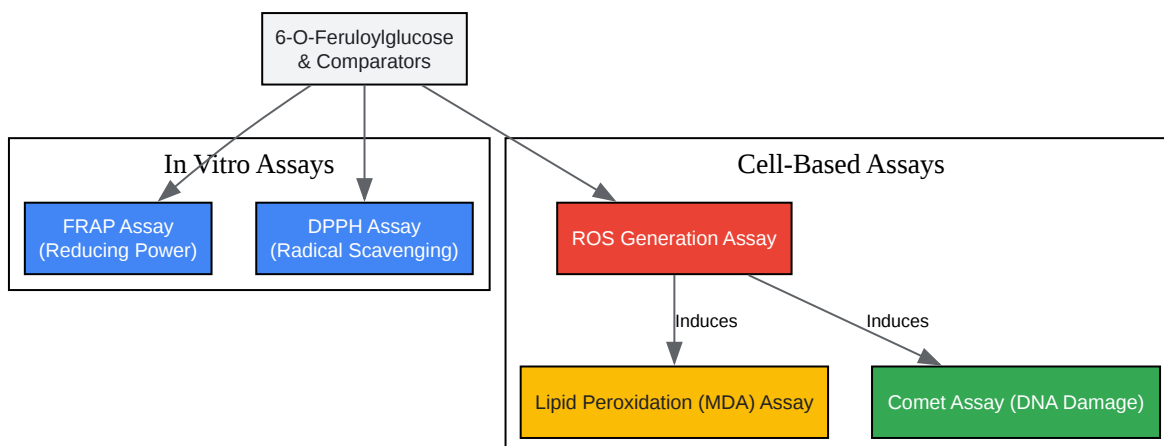 6-O-Feruloylglucose
& Comparators
In Vitro Assays
FRAP Assay
(Reducing Power)
DPPH Assay
(Radical Scavenging)
Cell-Based Assays
ROS Generation Assay
Induces
Induces
Lipid Peroxidation (MDA) Assay
Comet Assay (DNA Damage)